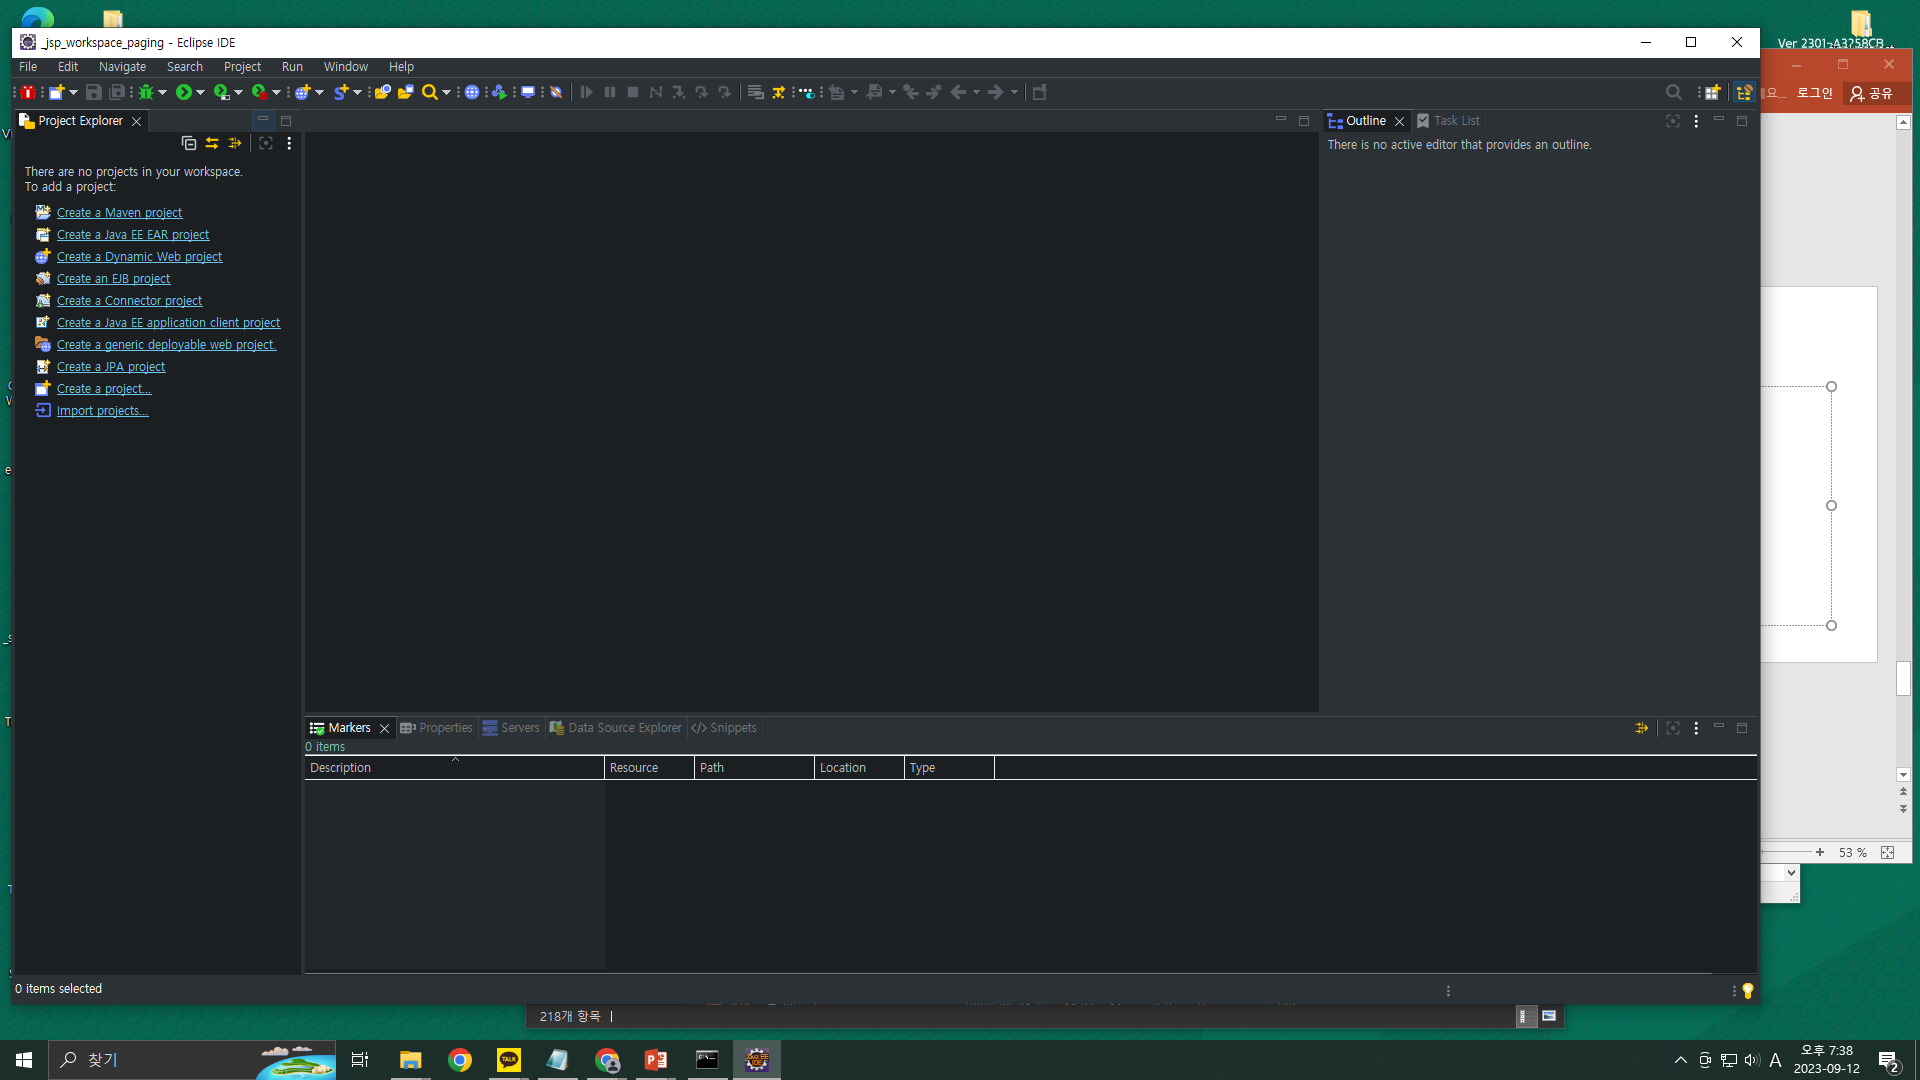 Ver 2301-A3258CB
_jsp_workspace_paging - Eclipse IDE
File Edit Navigate Search Project Run Window Help
로그인 공유
Project Explorer
Outline Task List
There is no active editor that provides an outline.
There are no projects in your workspace.
To add a project:
Create a Maven project
Create a Java EE EAR project
Create a Dynamic Web project
Create an EJB project
Create a Connector project
Create a Java EE application client project
Create a generic deployable web project.
Create a JPA project
Create a project...
Import projects...
Markers Properties Servers Data Source Explorer Snippets
0 items
Description Resource Path Location Type
53 %
0 items selected
218개 항목
찾기
TALK
A
오후 7:38
2023-09-12
2